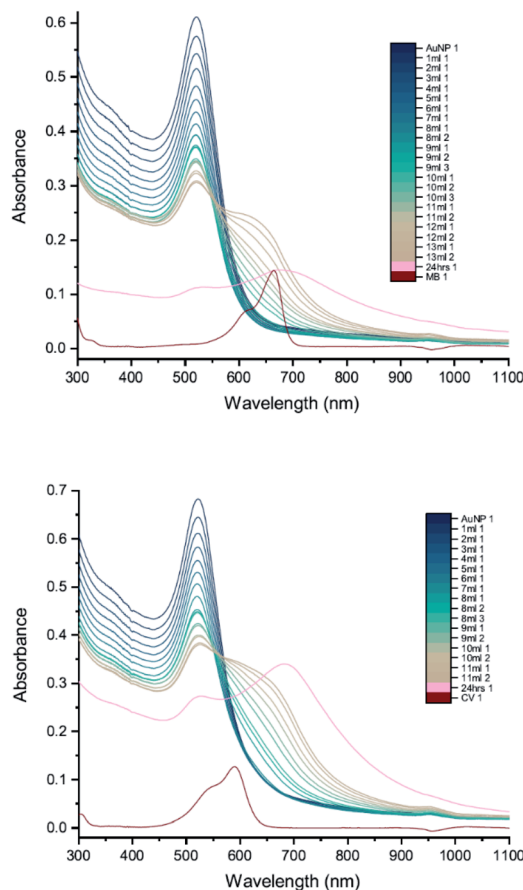 0.6
0.5
0.4
0.3
0.2
0.1
0.0
Absorbance
300 400 500 600 700 800 900 1000 1100
Wavelength (nm)
AuNP 1
1ml 1
2ml 1
3ml 1
4ml 1
5ml 1
6ml 1
7ml 1
8ml 1
8ml 2
9ml 1
9ml 2
9ml 3
10ml 1
10ml 2
10ml 3
11ml 1
11ml 2
12ml 1
12ml 2
13ml 1
13ml 2
24hrs 1
MB 1
0.7
0.6
0.5
0.4
0.3
0.2
0.1
0.0
Absorbance
300 400 500 600 700 800 900 1000 1100
Wavelength (nm)
AuNP 1
1ml 1
2ml 1
3ml 1
4ml 1
5ml 1
6ml 1
7ml 1
8ml 1
8ml 2
8ml 3
9ml 1
9ml 2
10ml 1
10ml 2
11ml 1
11ml 2
24hrs 1
CV 1